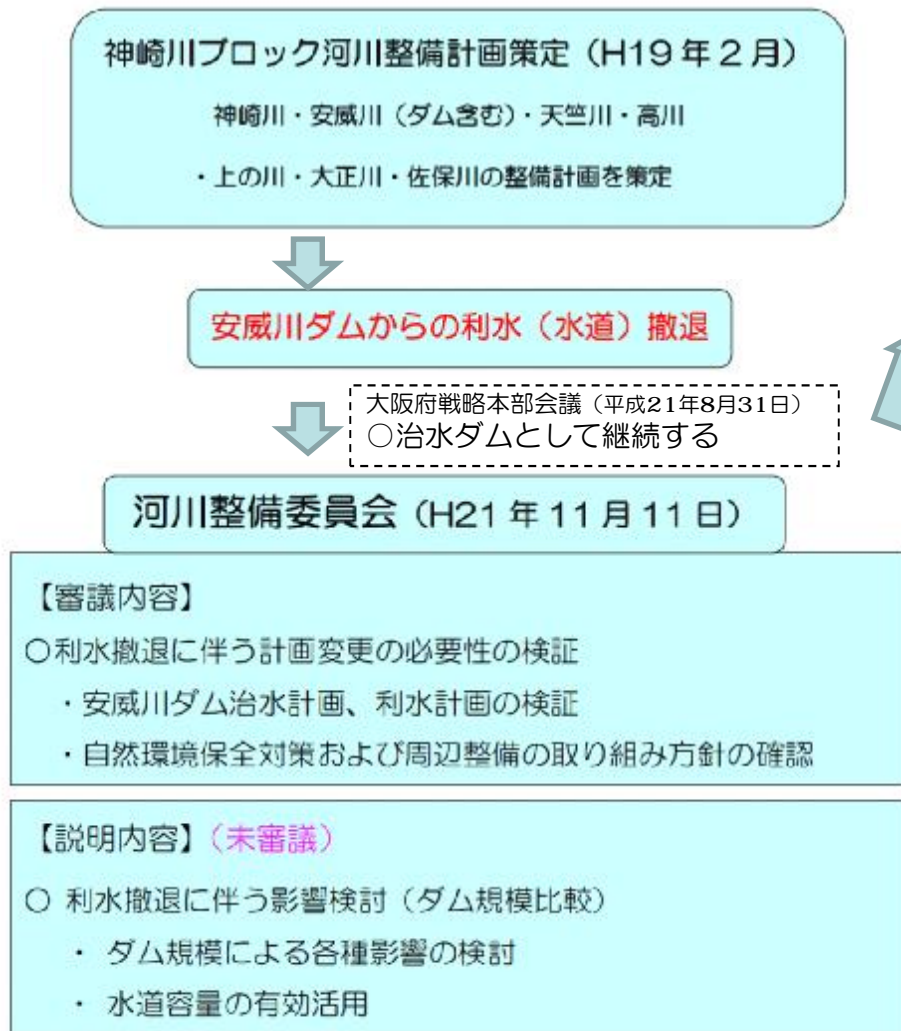 神崎川ブロック河川整備計画策定（H19年2月）
神崎川・安威川（ダム含む）・天竺川・高川
・上の川・大正川・佐保川の整備計画を策定
安威川ダムからの利水（水道）撤退
大阪府戦略本部会議（平成21年8月31日）
○治水ダムとして継続する
河川整備委員会（H21年11月11日）
【審議内容】
○利水撤退に伴う計画変更の必要性の検証
・安威川ダム治水計画、利水計画の検証
・自然環境保全対策および周辺整備の取り組み方針の確認
【説明内容】（未審議）
○ 利水撤退に伴う影響検討（ダム規模比較）
・ ダム規模による各種影響の検討
・ 水道容量の有効活用